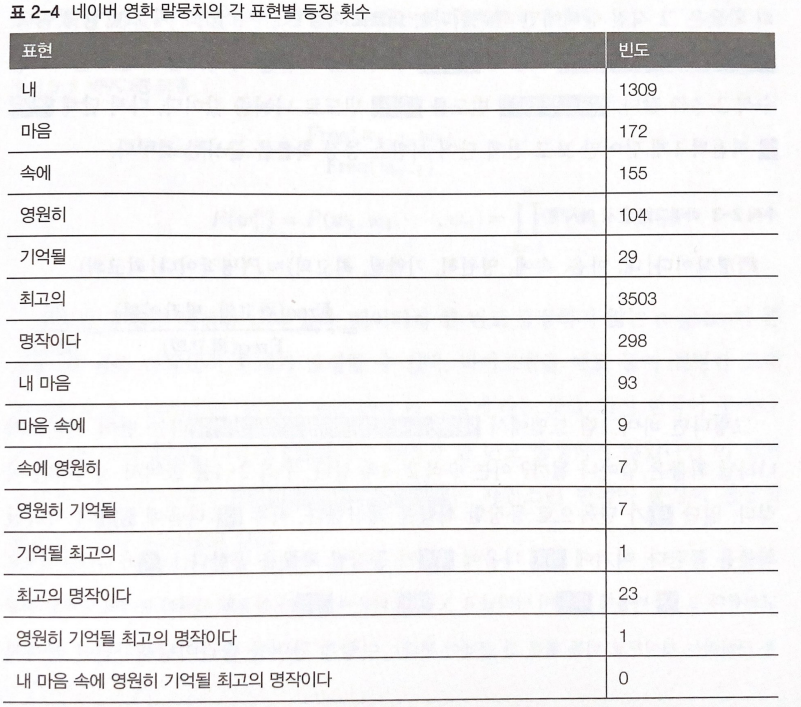 표 2-4 네이버 영화 말뭉치의 각 표현별 등장 횟수
표현 빈도
내 1309
마음 172
속에 155
영원히 104
기억될 29
최고의 3503
명작이다 298
내 마음 93
마음 속에 9
속에 영원히 7
영원히 기억될 7
기억될 최고의 1
최고의 명작이다 23
영원히 기억될 최고의 명작이다 1
내 마음 속에 영원히 기억될 최고의 명작이다 0